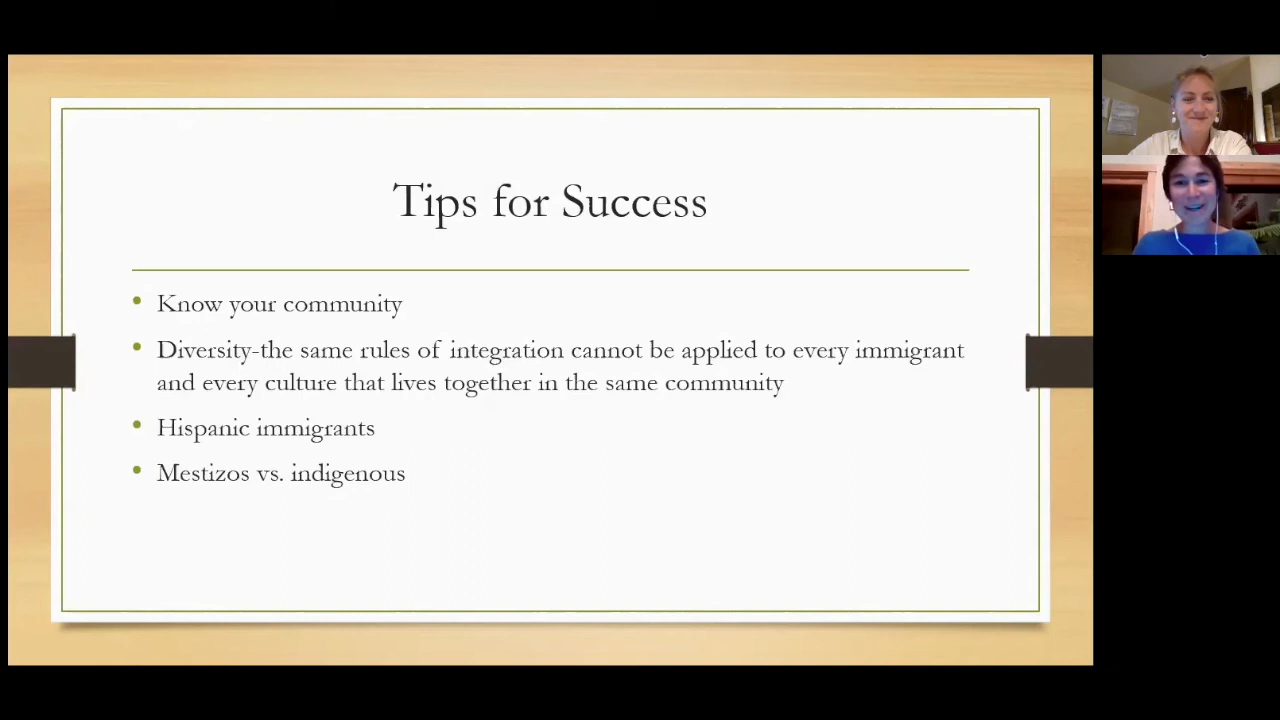 Tips for Success
• Know your community
• Diversity-the same rules of integration cannot be applied to every immigrant
and every culture that lives together in the same community
• Hispanic immigrants
• Mestizos vs. indigenous